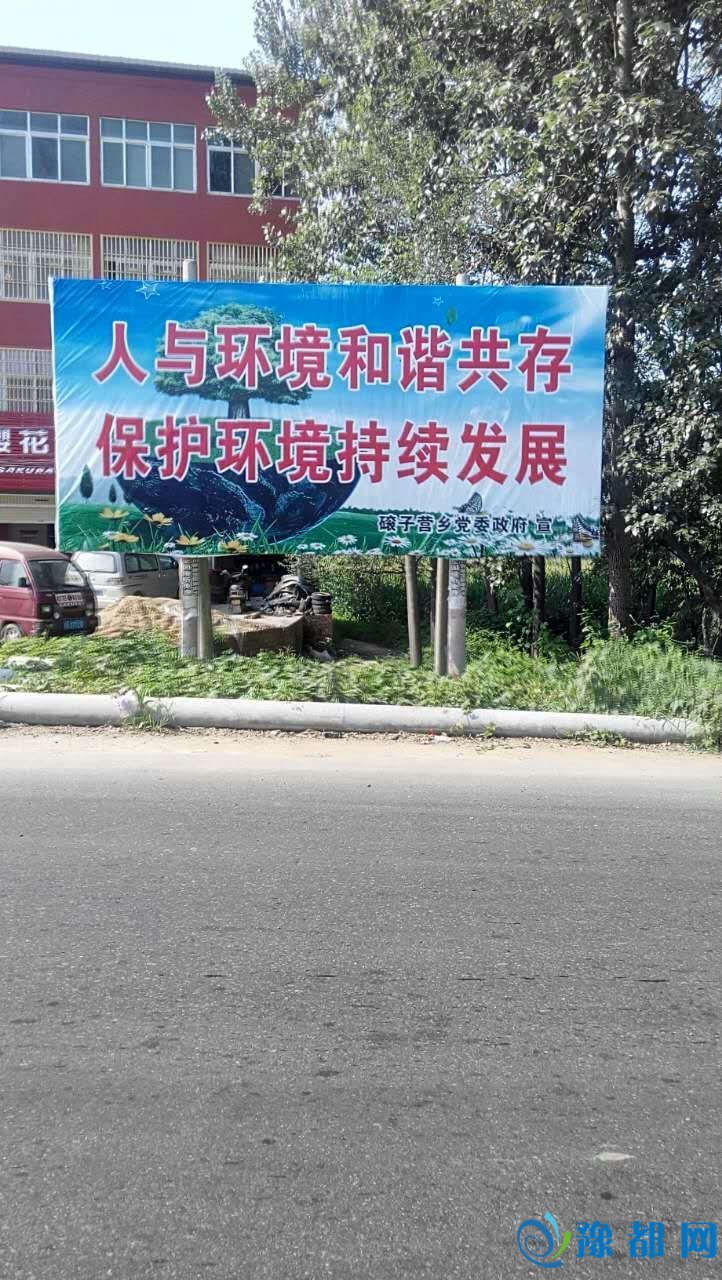 人与环境和谐共存
保护环境持续发展
磙子营乡党委政府 宣
樱花
SAKURA
豫都网